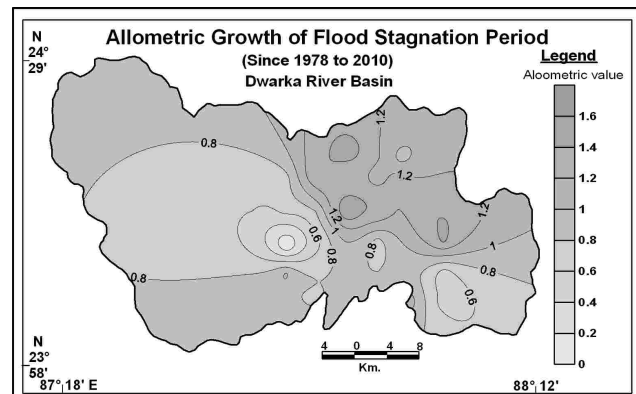 Allometric Growth of Flood Stagnation Period
(Since 1978 to 2010)
Dwarka River Basin
N
24°
29'
Legend
Aloometric value
1.6
1.4
1.2
1
0.8
0.6
0.4
0.2
0
1.2
0.8
1.2
1.2
1.2
1
0.6
0.8
0.8
1
0.8
0.6
0.8
N
23°
58'
4 0 4 8
Km.
87° 18' E
88° 12'